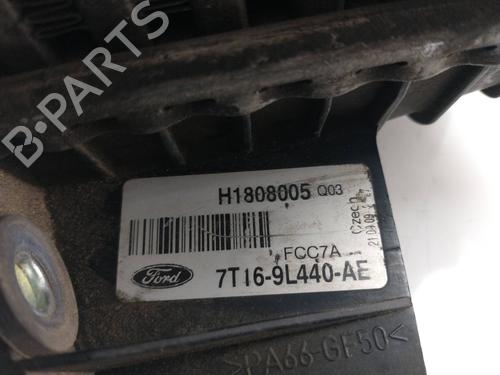 H1808005 Q03
Czech
FCC7A
Ford
7T16-9L440-AE
>PA66-GF50<
B-PARTS